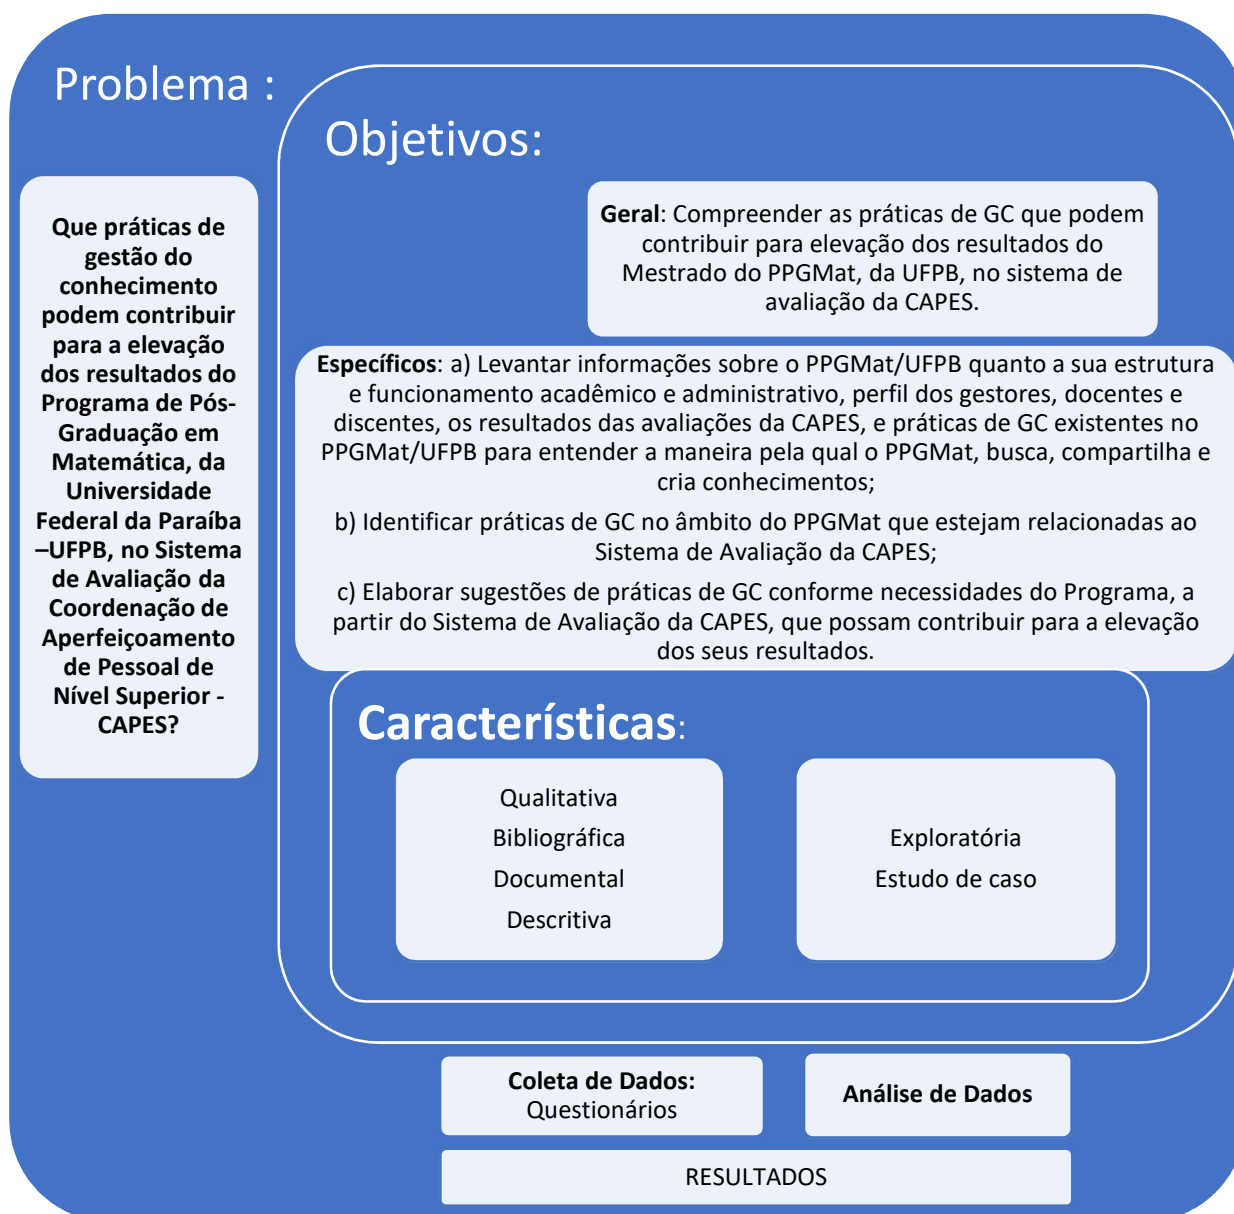 Problema :
Que práticas de
gestão do
conhecimento
podem contribuir
para a elevação
dos resultados do
Programa de Pós-
Graduação em
Matemática, da
Universidade
Federal da Paraíba
–UFPB, no Sistema
de Avaliação da
Coordenação de
Aperfeiçoamento
de Pessoal de
Nível Superior -
CAPES?
Objetivos:
Geral: Compreender as práticas de GC que podem
contribuir para elevação dos resultados do
Mestrado do PPGMat, da UFPB, no sistema de
avaliação da CAPES.
Específicos: a) Levantar informações sobre o PPGMat/UFPB quanto a sua estrutura
e funcionamento acadêmico e administrativo, perfil dos gestores, docentes e
discentes, os resultados das avaliações da CAPES, e práticas de GC existentes no
PPGMat/UFPB para entender a maneira pela qual o PPGMat, busca, compartilha e
cria conhecimentos;
b) Identificar práticas de GC no âmbito do PPGMat que estejam relacionadas ao
Sistema de Avaliação da CAPES;
c) Elaborar sugestões de práticas de GC conforme necessidades do Programa, a
partir do Sistema de Avaliação da CAPES, que possam contribuir para a elevação
dos seus resultados.
Características:
Qualitativa
Bibliográfica
Documental
Descritiva
Exploratória
Estudo de caso
Coleta de Dados:
Questionários
Análise de Dados
RESULTADOS